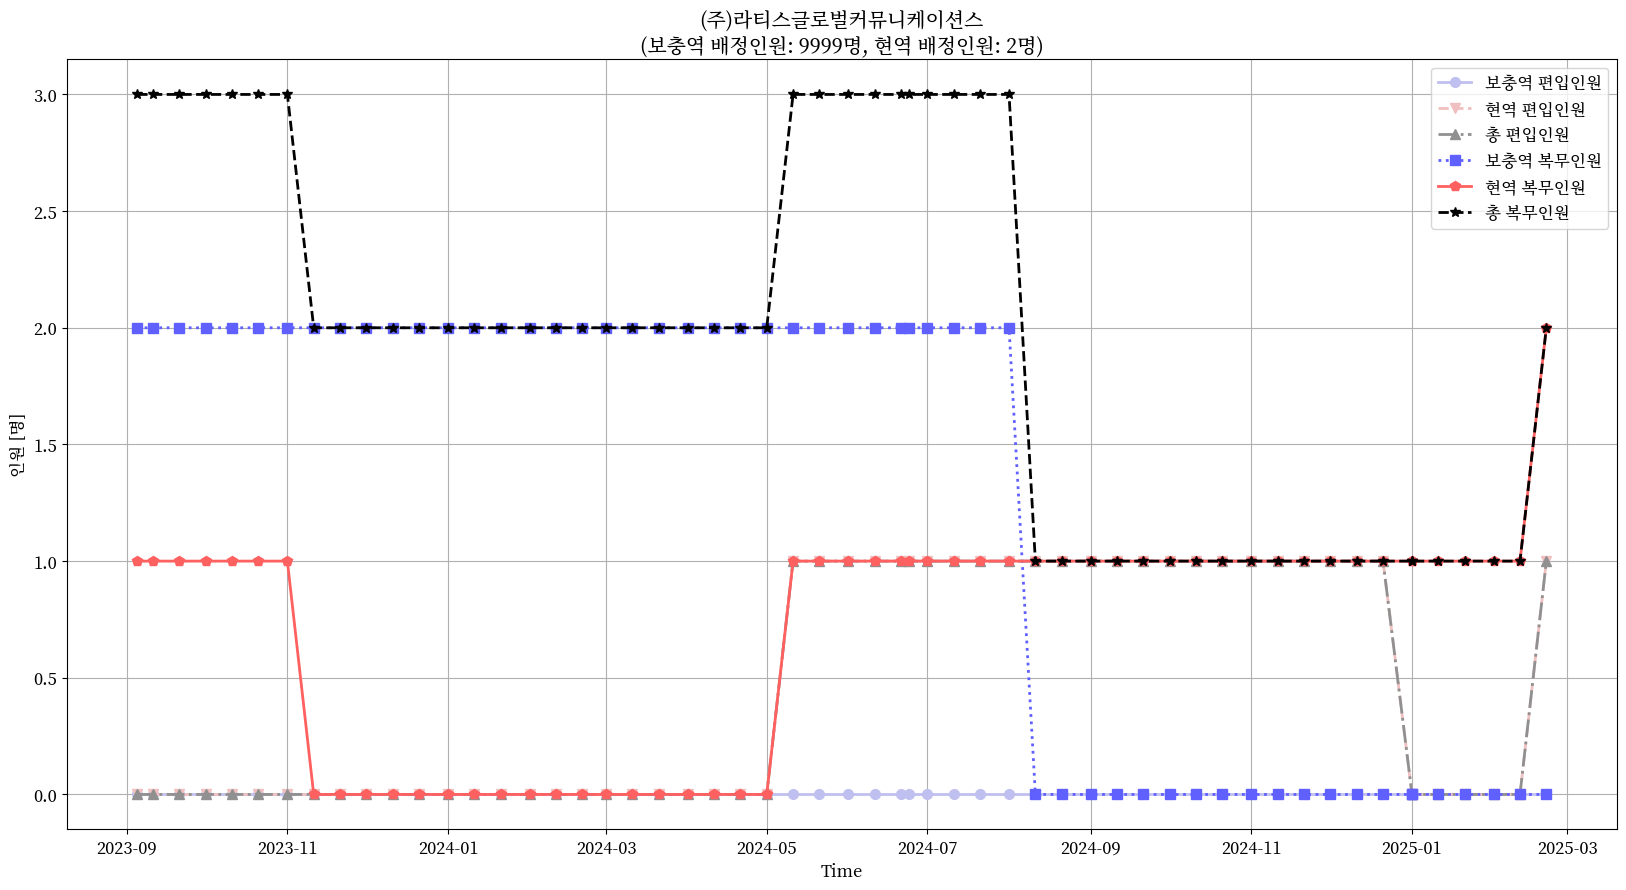 (주)라티스글로벌커뮤니케이션스
(보충역 배정인원: 9999명, 현역 배정인원: 2명)
보충역 편입인원
현역 편입인원
총 편입인원
보충역 복무인원
현역 복무인원
총 복무인원
인원 [명]
3.0
2.5
2.0
1.5
1.0
0.5
0.0
2023-09 2023-11 2024-01 2024-03 2024-05 2024-07 2024-09 2024-11 2025-01 2025-03
Time